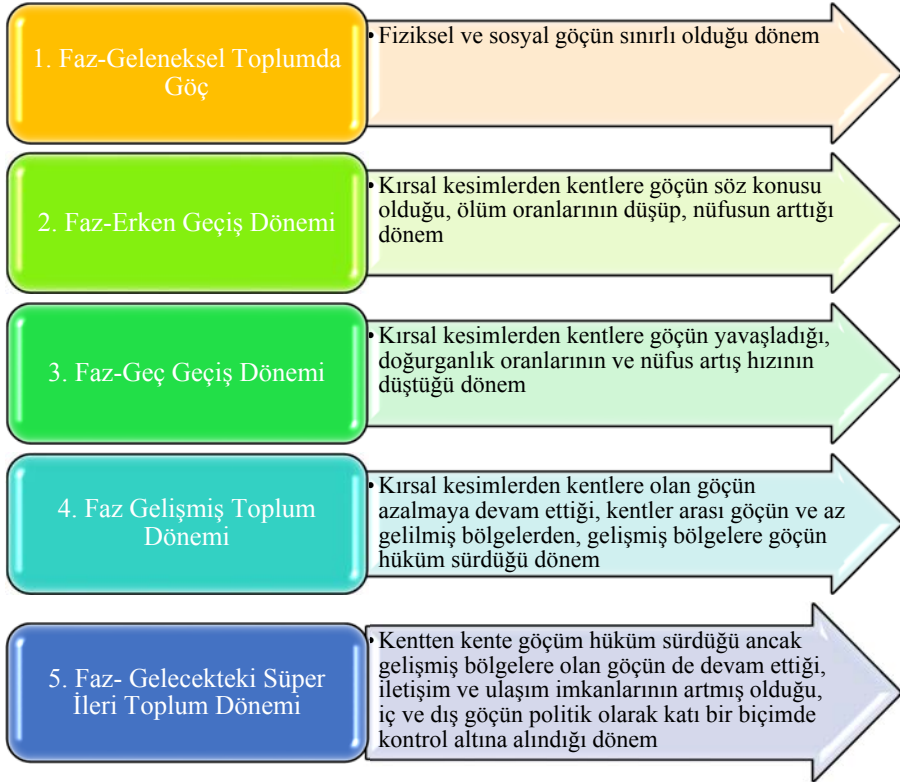 1. Faz-Geleneksel Toplumda
Göç
• Fiziksel ve sosyal göçün sınırlı olduğu dönem
2. Faz-Erken Geçiş Dönemi
• Kırsal kesimlerden kentlere göçün söz konusu
olduğu, ölüm oranlarının düşüp, nüfusun arttığı
dönem
3. Faz-Geç Geçiş Dönemi
• Kırsal kesimlerden kentlere göçün yavaşladığı,
doğurganlık oranlarının ve nüfus artış hızının
düştüğü dönem
4. Faz Gelişmiş Toplum
Dönemi
• Kırsal kesimlerden kentlere olan göçün
azalmaya devam ettiği, kentler arası göçün ve az
gelilmiş bölgelerden, gelişmiş bölgelere göçün
hüküm sürdüğü dönem
5. Faz- Gelecekteki Süper
İleri Toplum Dönemi
• Kentten kente göçüm hüküm sürdüğü ancak
gelişmiş bölgelere olan göçün de devam ettiği,
iletişim ve ulaşım imkanlarının artmış olduğu,
iç ve dış göçün politik olarak katı bir biçimde
kontrol altına alındığı dönem